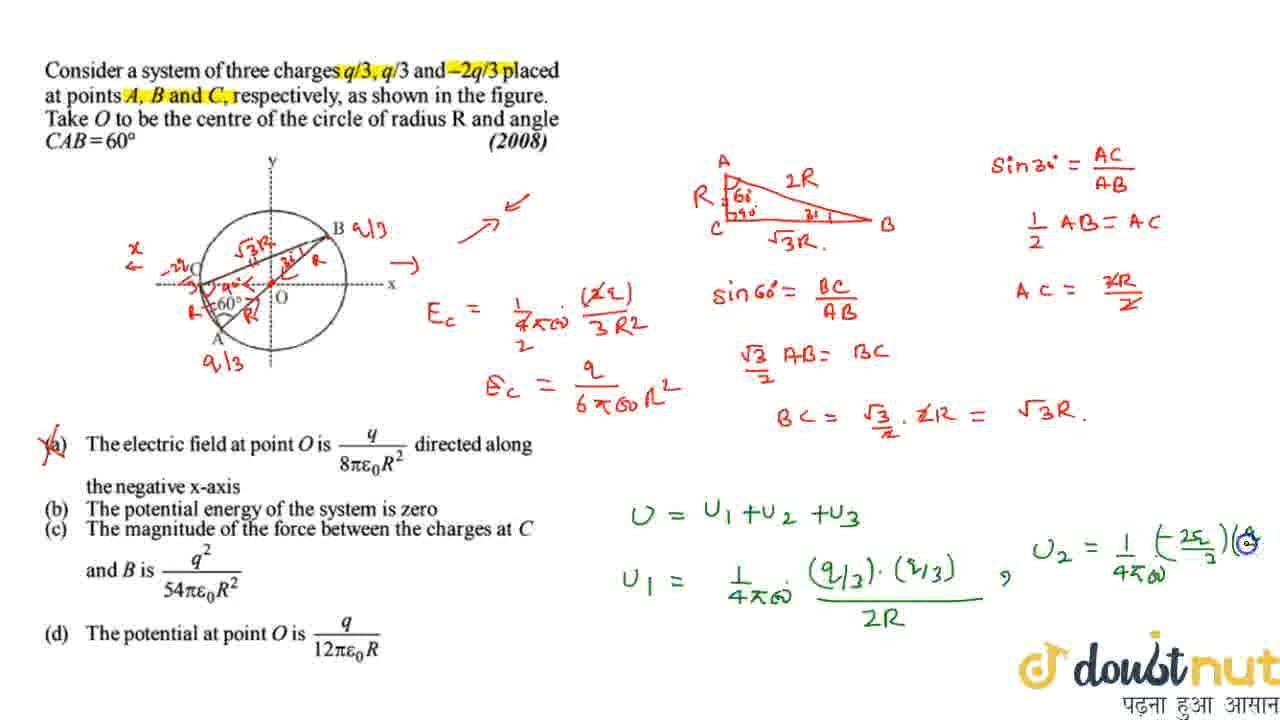 Consider a system of three charges q/3, q/3 and –2q/3 placed
at points A, B and C, respectively, as shown in the figure.
Take O to be the centre of the circle of radius R and angle
CAB = 60° (2008)
y
B q/3
√3R
R
C
O
x
60°
R
A
q/3
E_c = 1/4πε0 · (2q)/3R²
2
E_c = q/6πε0R²
A
2R
R 60°
90°
C
B
√3R.
sin30° = AC/AB
1/2 AB = AC
AC = 2R/2
sin60° = BC/AB
√3/2 AB = BC
BC = √3/2 . 2R = √3R.
(a) The electric field at point O is q/8πε₀R² directed along
the negative x-axis
(b) The potential energy of the system is zero
(c) The magnitude of the force between the charges at C
and B is q²/54πε₀R²
(d) The potential at point O is q/12πε₀R
U = U1 + U2 + U3
U1 = 1/4πε0 · (q/3).(q/3)/2R , U2 = 1/4πε0 (-2q/3)(q
doubtnut
पढ़ना हुआ आसान